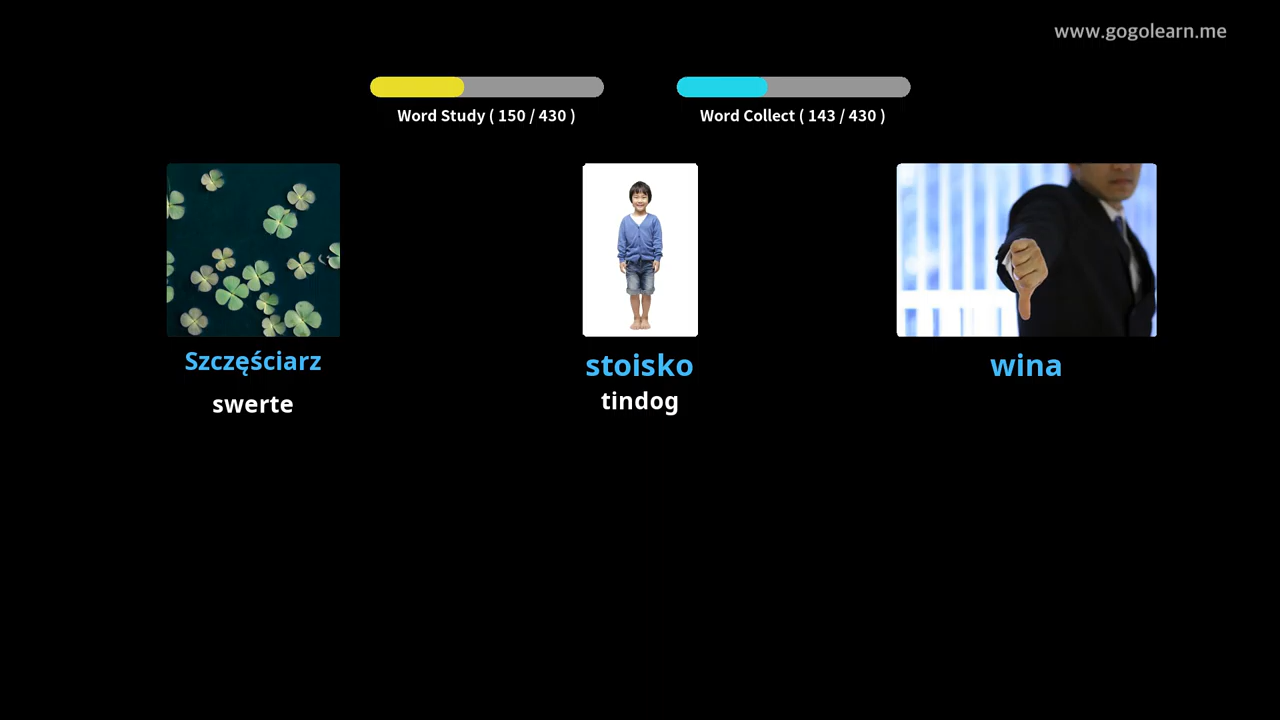 www.gogolearn.me
Word Study ( 150 / 430 )
Word Collect ( 143 / 430 )
Szczęściarz
swerte
stoisko
tindog
wina